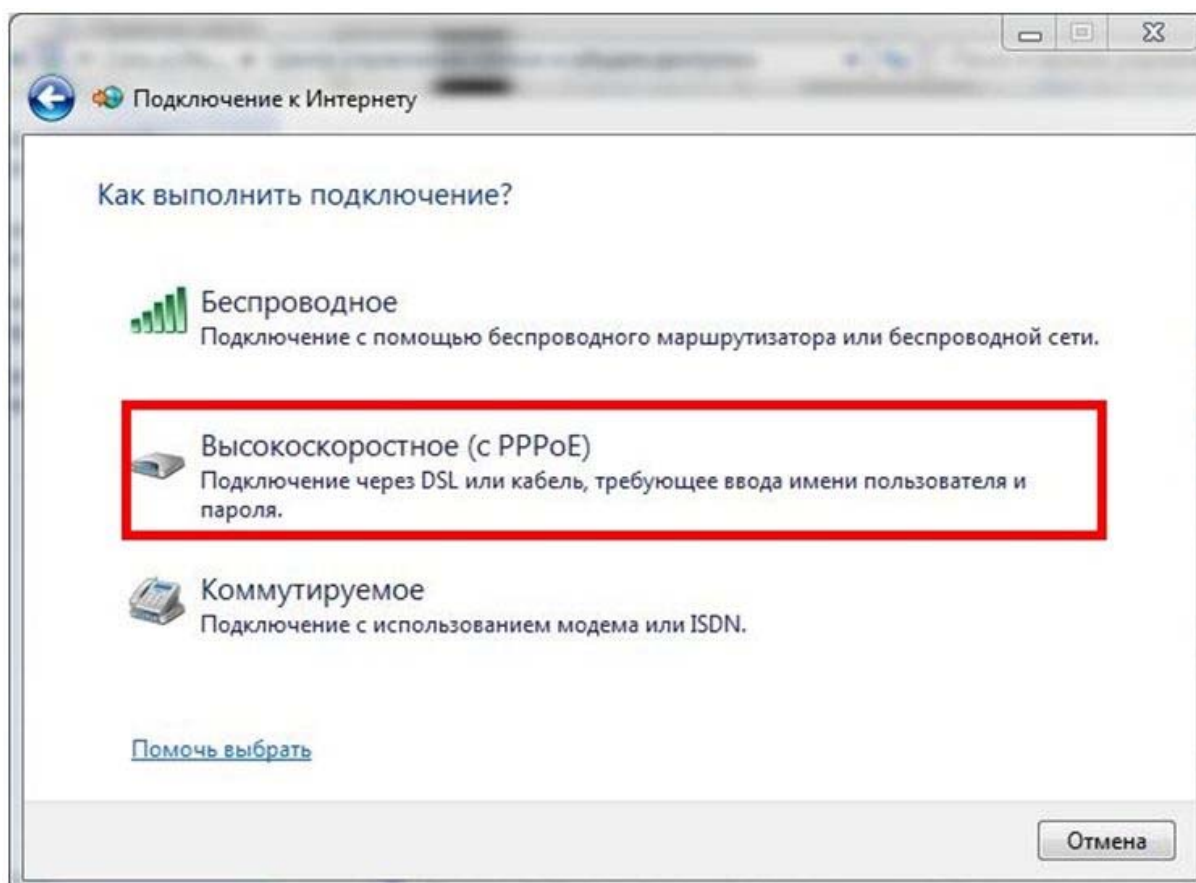 Подключение к Интернету
Как выполнить подключение?
Беспроводное
Подключение с помощью беспроводного маршрутизатора или беспроводной сети.
Высокоскоростное (с PPPoE)
Подключение через DSL или кабель, требующее ввода имени пользователя и
пароля.
Коммутируемое
Подключение с использованием модема или ISDN.
Помочь выбрать
Отмена